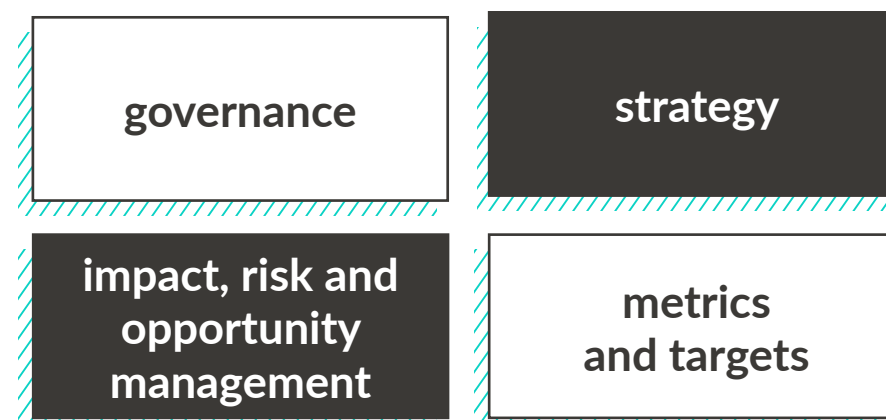 governance
strategy
impact, risk and
opportunity
management
metrics
and targets